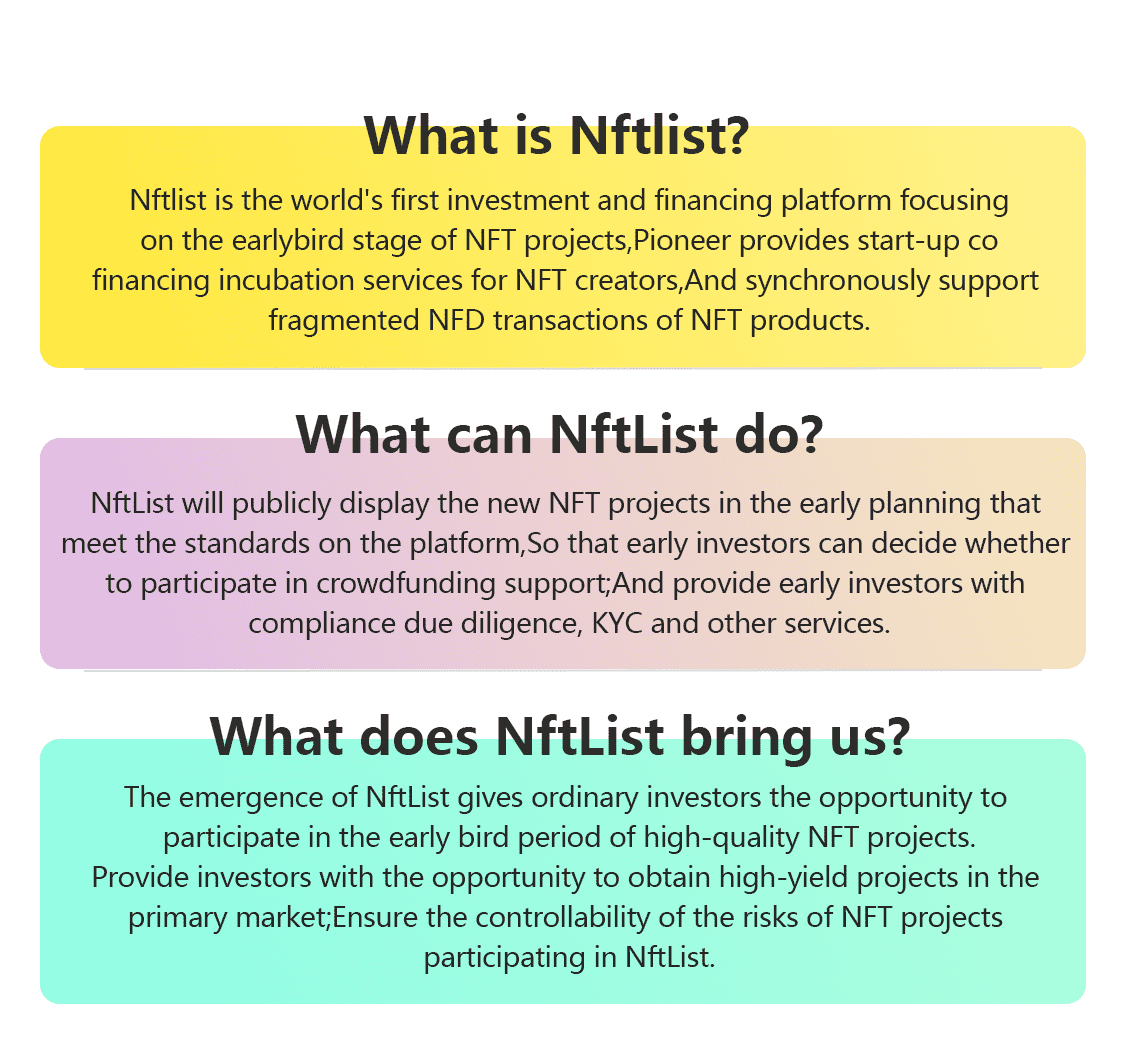 What is Nftlist?
Nftlist is the world's first investment and financing platform focusing
on the earlybird stage of NFT projects,Pioneer provides start-up co
financing incubation services for NFT creators,And synchronously support
fragmented NFD transactions of NFT products.
What can NftList do?
NftList will publicly display the new NFT projects in the early planning that
meet the standards on the platform,So that early investors can decide whether
to participate in crowdfunding support;And provide early investors with
compliance due diligence, KYC and other services.
What does NftList bring us?
The emergence of NftList gives ordinary investors the opportunity to
participate in the early bird period of high-quality NFT projects.
Provide investors with the opportunity to obtain high-yield projects in the
primary market;Ensure the controllability of the risks of NFT projects
participating in NftList.